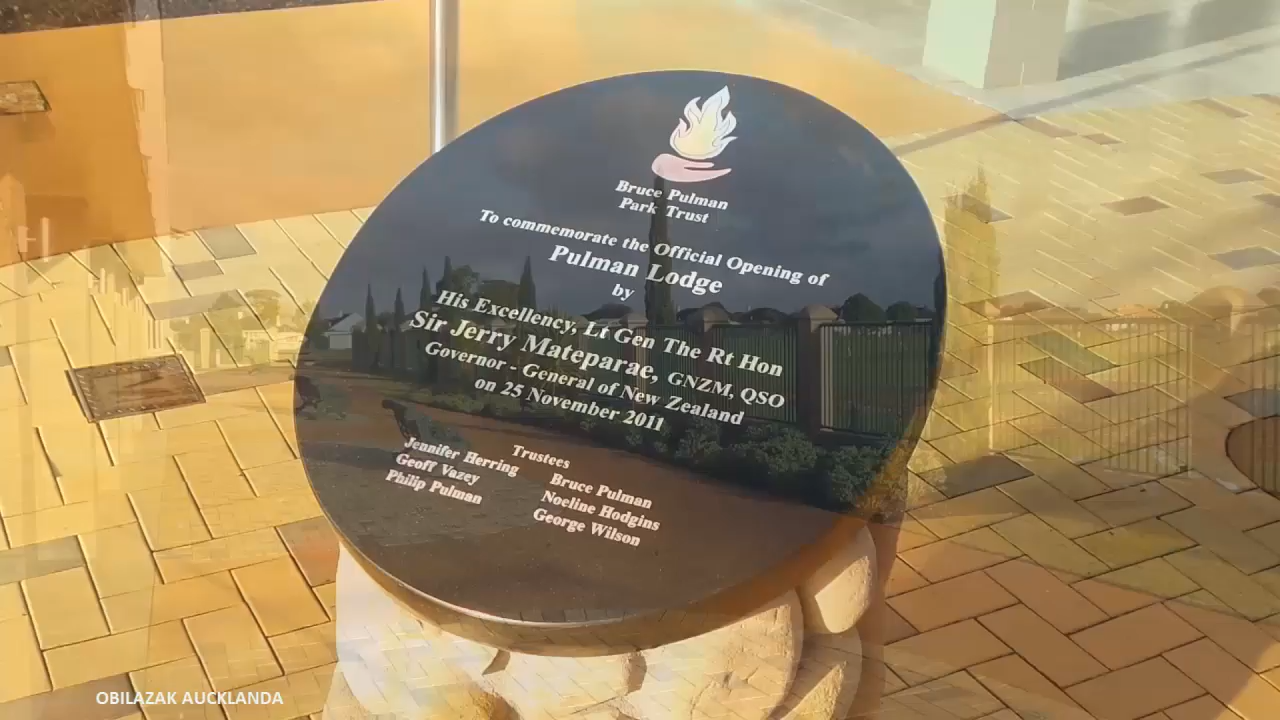 Bruce Pulman
Park Trust
To commemorate the Official Opening of
Pulman Lodge
by
His Excellency, Lt Gen The Rt Hon
Sir Jerry Mateparae, GNZM, QSO
Governor - General of New Zealand
on 25 November 2011
Trustees
Jennifer Herring
Geoff Vazey
Philip Pulman
Bruce Pulman
Noeline Hodgins
George Wilson
OBILAZAK AUCKLANDA